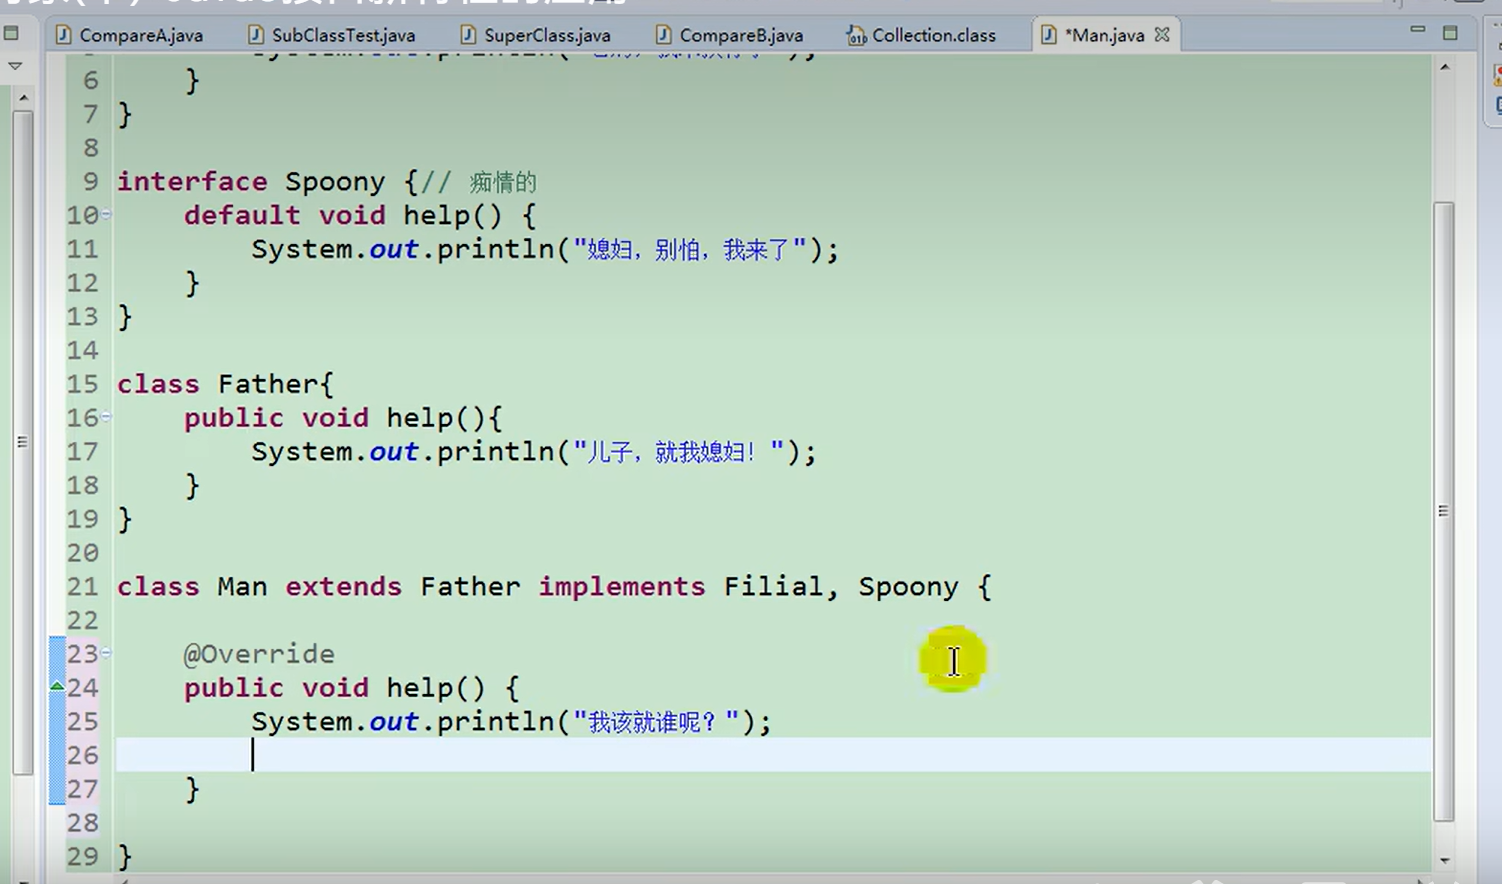 CompareA.java SubClassTest.java SuperClass.java CompareB.java Collection.class *Man.java
6 }
7 }
8
9 interface Spoony {// 痴情的
10 default void help() {
11 System.out.println("媳妇，别怕，我来了");
12 }
13 }
14
15 class Father{
16 public void help(){
17 System.out.println("儿子，就我媳妇！");
18 }
19 }
20
21 class Man extends Father implements Filial, Spoony {
22
23 @Override
24 public void help() {
25 System.out.println("我该就谁呢？");
26
27 }
28
29 }